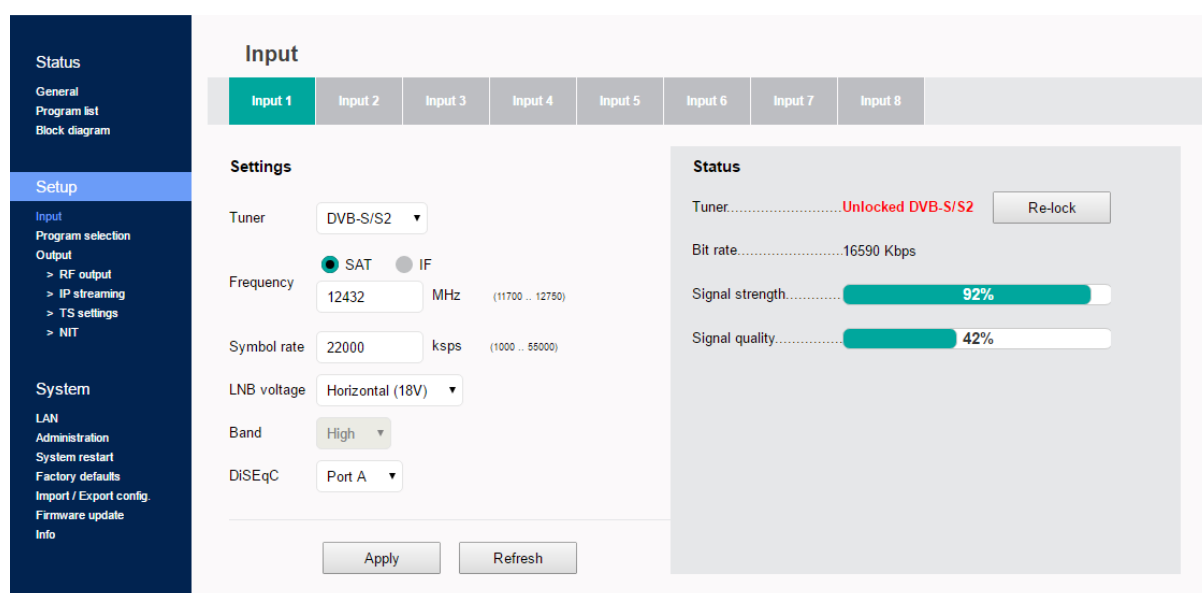 Status
General
Program list
Block diagram
Setup
Input
Program selection
Output
> RF output
> IP streaming
> TS settings
> NIT
System
LAN
Administration
System restart
Factory defaults
Import / Export config.
Firmware update
Info
Input
Input 1 Input 2 Input 3 Input 4 Input 5 Input 6 Input 7 Input 8
Settings
Tuner DVB-S/S2
SAT IF
Frequency 12432 MHz (11700 .. 12750)
Symbol rate 22000 ksps (1000 .. 55000)
LNB voltage Horizontal (18V)
Band High
DiSEqC Port A
Apply Refresh
Status
Tuner..........................Unlocked DVB-S/S2 Re-lock
Bit rate........................16590 Kbps
Signal strength............. 92%
Signal quality................ 42%